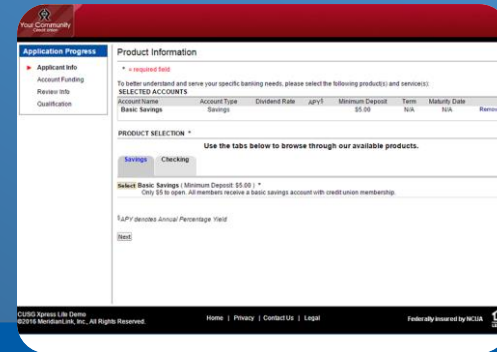 Your Community
Credit Union
Application Progress
Applicant Info
Account Funding
Review Info
Qualification
Product Information
* = required field
To better understand and serve your specific banking needs, please select the following product(s) and service(s):
SELECTED ACCOUNTS
Account Name Account Type Dividend Rate APY§ Minimum Deposit Term Maturity Date
Basic Savings Savings $5.00 N/A N/A Remov
PRODUCT SELECTION *
Use the tabs below to browse through our available products.
Savings Checking
Select Basic Savings ( Minimum Deposit: $5.00 ) *
Only $5 to open. All members receive a basic savings account with credit union membership.
§APY denotes Annual Percentage Yield
Next
CUSG Xpress Lite Demo
©2016 MeridianLink, Inc., All Rights Reserved.
Home | Privacy | Contact Us | Legal
Federally insured by NCUA